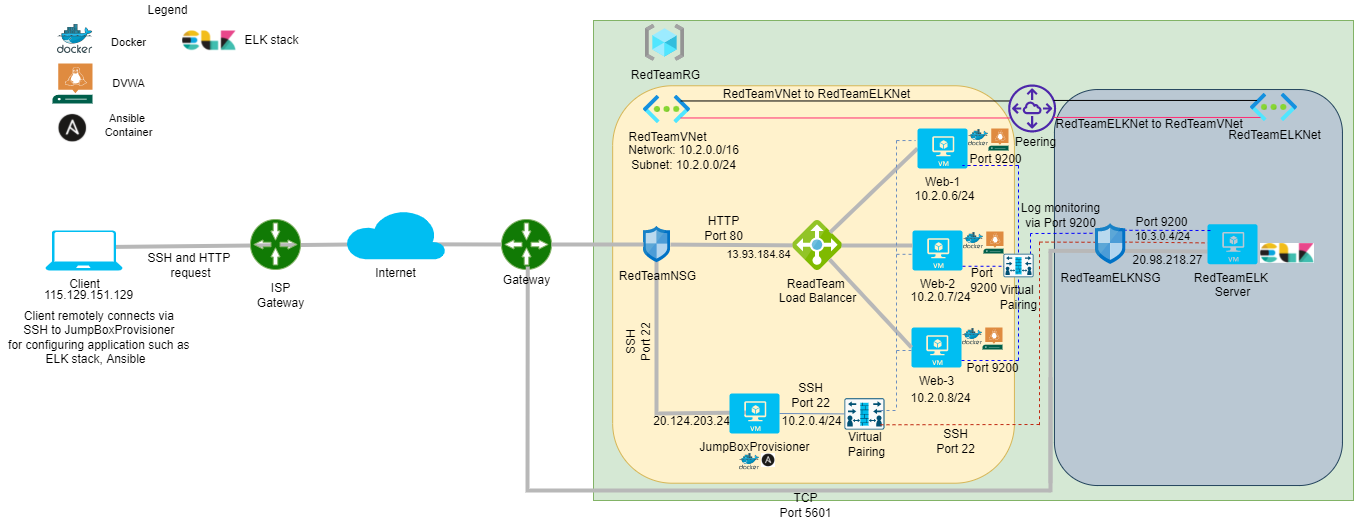 Legend
docker
Docker
ELK stack
DVWA
Ansible
Container
RedTeamRG
RedTeamVNet to RedTeamELKNet
RedTeamELKNet to RedTeamVNet
RedTeamELKNet
Peering
RedTeamVNet
Network: 10.2.0.0/16
Subnet: 10.2.0.0/24
VM
docker
Port 9200
Web-1
10.2.0.6/24
Client
115.129.151.129
Client remotely connects via
SSH to JumpBoxProvisioner
for configuring application such as
ELK stack, Ansible
SSH and HTTP
request
ISP
Gateway
Internet
Gateway
RedTeamNSG
HTTP
Port 80
13.93.184.84
ReadTeam
Load Balancer
VM
docker
Port
9200
Web-2
10.2.0.7/24
Virtual
Pairing
Log monitoring
via Port 9200
RedTeamELKNSG
Port 9200
10.3.0.4/24
20.98.218.27
VM
RedTeamELK
Server
VM
docker
Port 9200
Web-3
10.2.0.8/24
SSH
Port 22
20.124.203.24
VM
JumpBoxProvisioner
docker
SSH
Port 22
10.2.0.4/24
Virtual
Pairing
SSH
Port 22
TCP
Port 5601